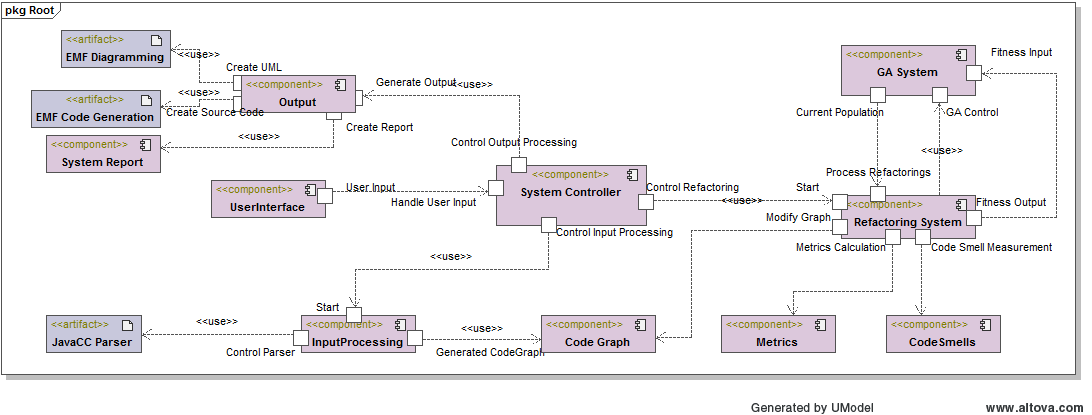 pkg Root
<<artifact>>
EMF Diagramming
<<use>>
Create UML
<<component>>
Output
Generate Output
<<use>>
<<component>>
GA System
Fitness Input
<<artifact>>
EMF Code Generation
<<use>>
Create Source Code
Create Report
Current Population
GA Control
<<component>>
System Report
<<use>>
Control Output Processing
<<use>>
<<component>>
UserInterface
User Input
Handle User Input
<<component>>
System Controller
Control Refactoring
<<use>>
Start
Process Refactorings
<<component>>
Refactoring System
Fitness Output
Modify Graph
Metrics Calculation
Code Smell Measurement
Control Input Processing
<<use>>
Start
<<artifact>>
JavaCC Parser
<<use>>
Control Parser
<<component>>
InputProcessing
<<use>>
Generated CodeGraph
<<component>>
Code Graph
<<component>>
Metrics
<<component>>
CodeSmells
Generated by UModel
www.altova.com